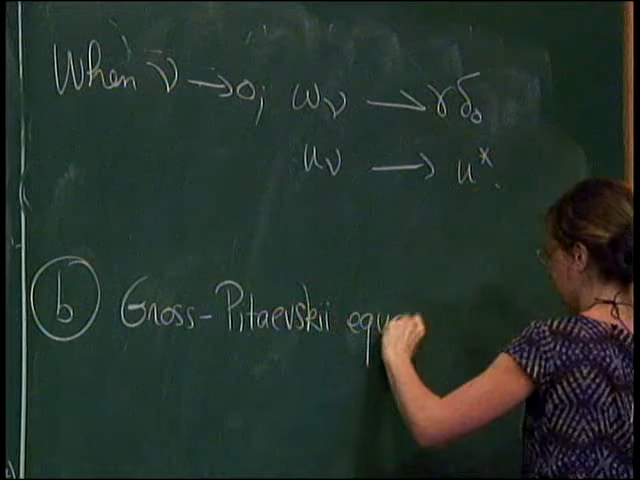 When ν → 0; ω_ν → γδ₀
u_ν → u*.
ⓑ Gross-Pitaevskii equa